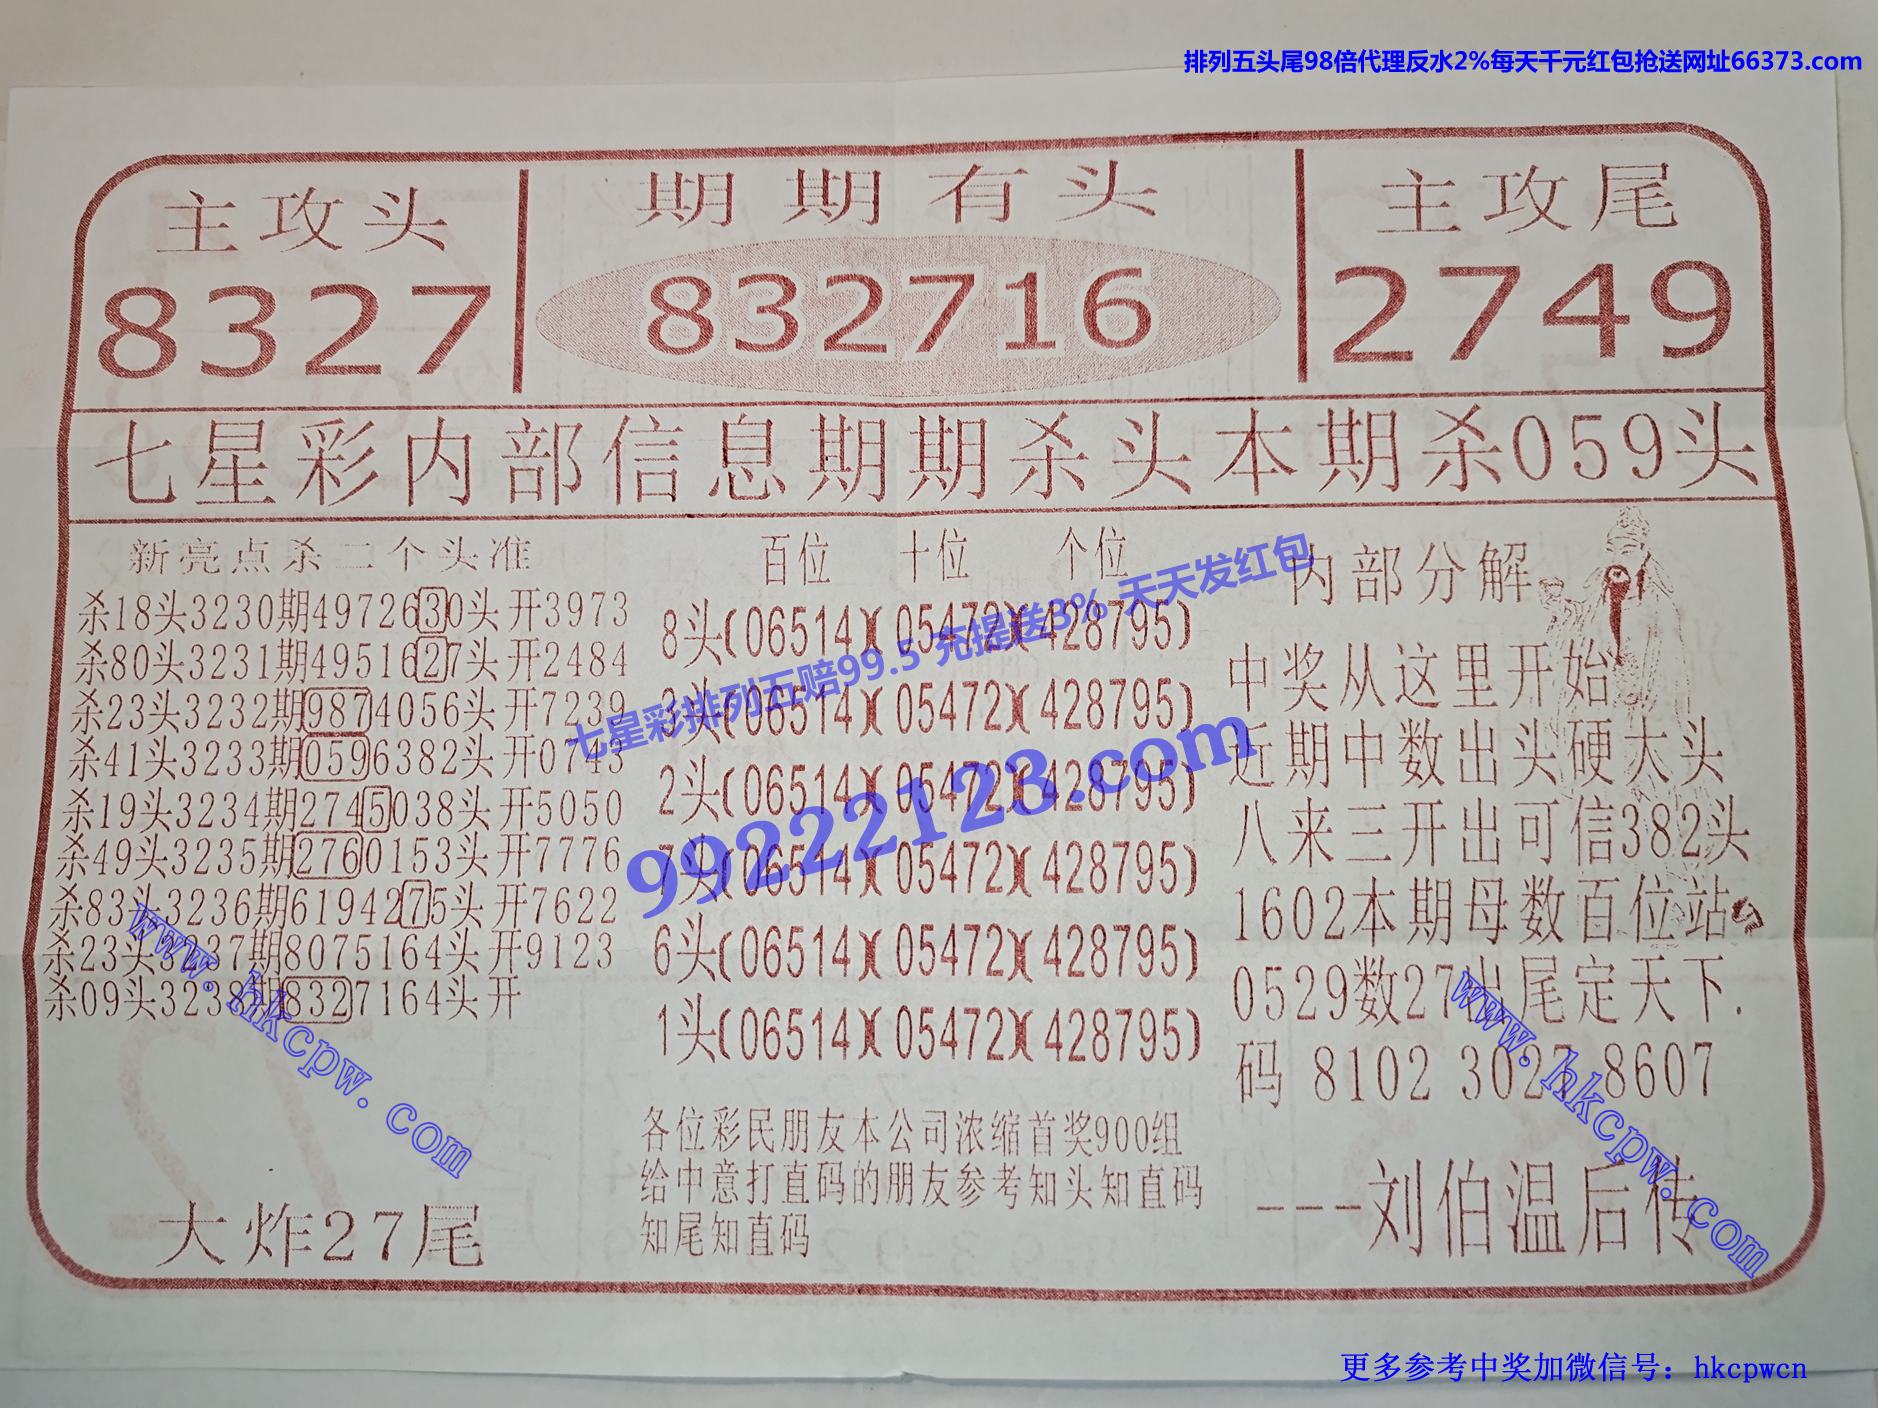 排列五头尾98倍代理反水2%每天千元红包抢送网址66373.com
主攻头
8327
期期有头
832716
主攻尾
2749
七星彩内部信息期期杀头本期杀059头
新亮点杀二个头准
杀18头3230期4972630头开3973
杀80头3231期4951627头开2484
杀23头3232期9874056头开7239
杀41头3233期0596382头开0743
杀19头3234期2745038头开5050
杀49头3235期2760153头开7776
杀83头3236期6194275头开7622
杀23头3237期8075164头开9123
杀09头3238期8327164头开
大炸27尾
百位 十位 个位
8头(06514)(05472)(428795)
3头(06514)(05472)(428795)
2头(06514)(05472)(428795)
7头(06514)(05472)(428795)
6头(06514)(05472)(428795)
1头(06514)(05472)(428795)
各位彩民朋友本公司浓缩首奖900组
给中意打直码的朋友参考知头知直码
知尾知直码
内部分解
中奖从这里开始
近期中数出头硬太头
八来三开出可信382头
1602本期母数百位站
0529数27出尾定天下.
码 8102 3027 8607
---刘伯温后传
七星彩排列五赔99.5 充提送3% 天天发红包
99222123.com
www.hkcpw.com
www.hkcpw.com
更多参考中奖加微信号：hkcpwcn